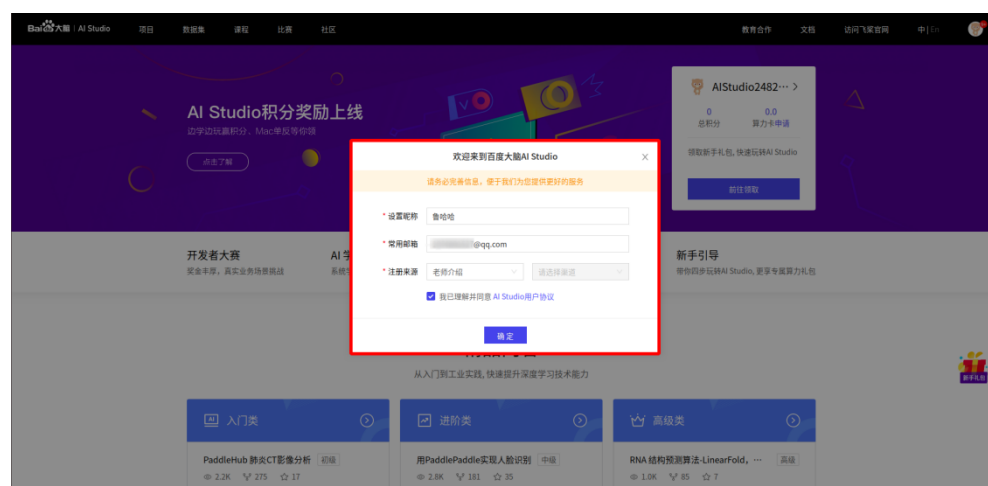 Bai大脑 | AI Studio 项目 数据集 课程 比赛 社区 教育合作 文档 访问飞桨官网 中 | En
AI Studio积分奖励上线
边学边玩赢积分、Mac单反等你领
点击了解
AIStudio2482… >
0 0.0
总积分 算力卡申请
领取新手礼包, 快速玩转AI Studio
前往领取
欢迎来到百度大脑AI Studio
请务必完善信息，便于我们为您提供更好的服务
* 设置昵称 鲁哈哈
* 常用邮箱 @qq.com
* 注册来源 老师介绍 请选择渠道
我已理解并同意 AI Studio用户协议
确 定
开发者大赛
奖金丰厚，真实业务场景挑战
AI 学
系统学
新手引导
带你四步玩转AI Studio, 更享专属算力礼包
从入门到工业实践, 快速提升深度学习技术能力
新手礼包
AI 入门类
进阶类
高级类
PaddleHub 肺炎CT影像分析 初级
2.2K 275 17
用PaddlePaddle实现人脸识别 中级
2.8K 181 35
RNA 结构预测算法-LinearFold，… 高级
1.0K 85 7